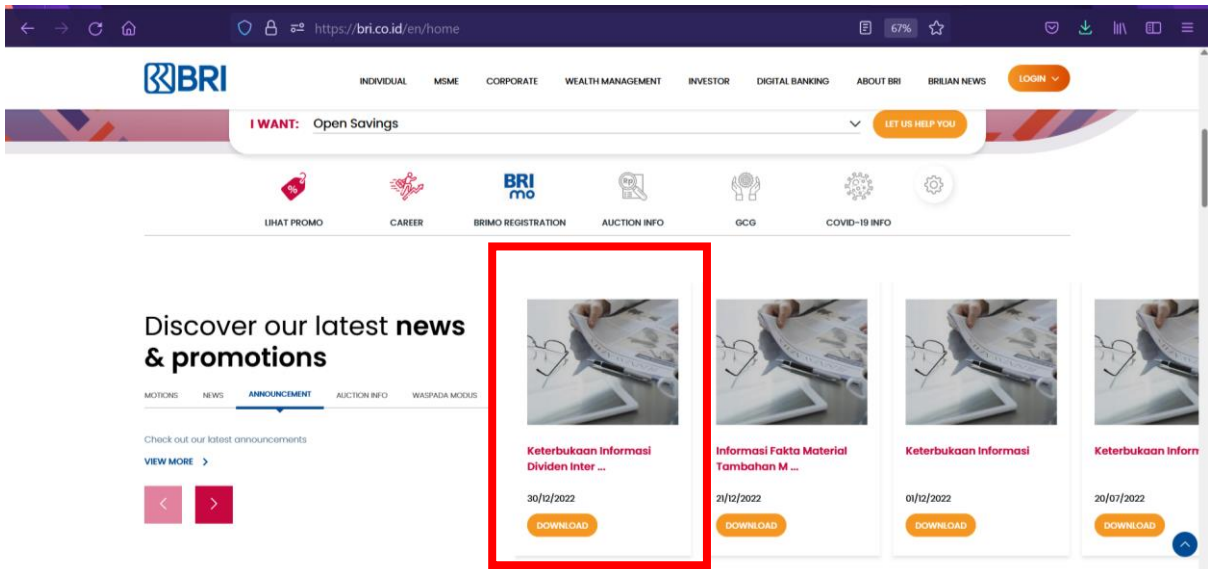 https://bri.co.id/en/home
67%
BRI
INDIVIDUAL MSME CORPORATE WEALTH MANAGEMENT INVESTOR DIGITAL BANKING ABOUT BRI BRILIAN NEWS LOGIN
I WANT: Open Savings LET US HELP YOU
BRI
mo
Rp
%
LIHAT PROMO CAREER BRIMO REGISTRATION AUCTION INFO GCG COVID-19 INFO
Discover our latest news
& promotions
MOTIONS NEWS ANNOUNCEMENT AUCTION INFO WASPADA MODUS
Check out our latest announcements
VIEW MORE
Keterbukaan Informasi
Dividen Inter ...
30/12/2022
DOWNLOAD
Informasi Fakta Material
Tambahan M ...
21/12/2022
DOWNLOAD
Keterbukaan Informasi
01/12/2022
DOWNLOAD
Keterbukaan Inform
20/07/2022
DOWNLOAD